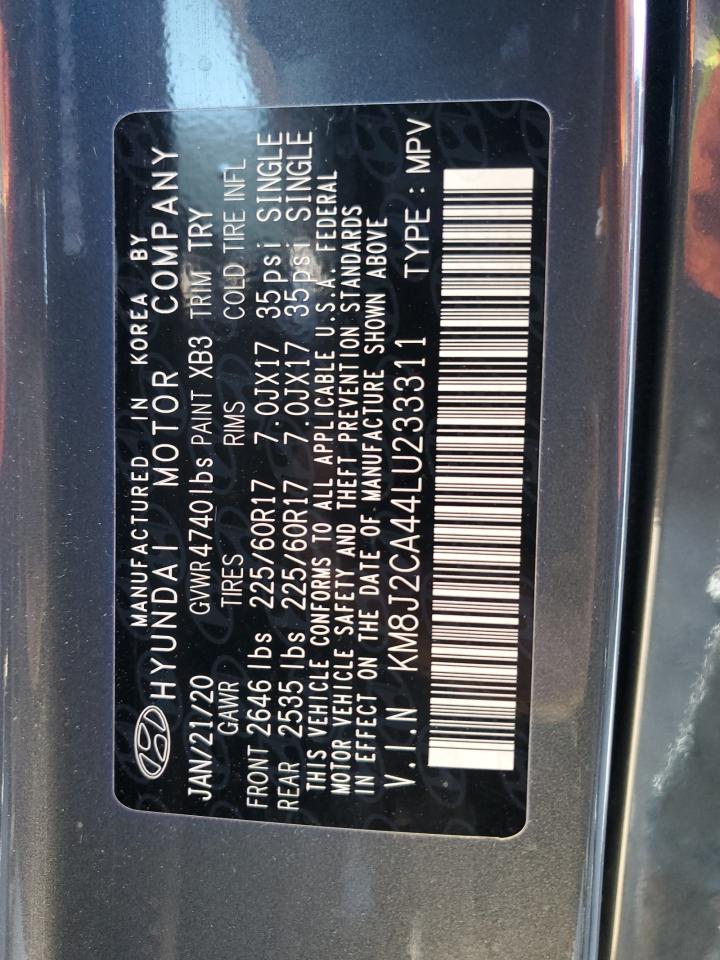 MANUFACTURED IN KOREA BY
HYUNDAI MOTOR COMPANY
JAN/21/20 GVWR 4740 lbs PAINT XB3 TRIM TRY
GAWR TIRES RIMS COLD TIRE INFL
FRONT 2646 lbs 225/60R17 7.0JX17 35psi SINGLE
REAR 2535 lbs 225/60R17 7.0JX17 35psi SINGLE
THIS VEHICLE CONFORMS TO ALL APPLICABLE U.S.A. FEDERAL
MOTOR VEHICLE SAFETY AND THEFT PREVENTION STANDARDS
IN EFFECT ON THE DATE OF MANUFACTURE SHOWN ABOVE
V.I.N KM8J2CA44LU233311 TYPE : MPV